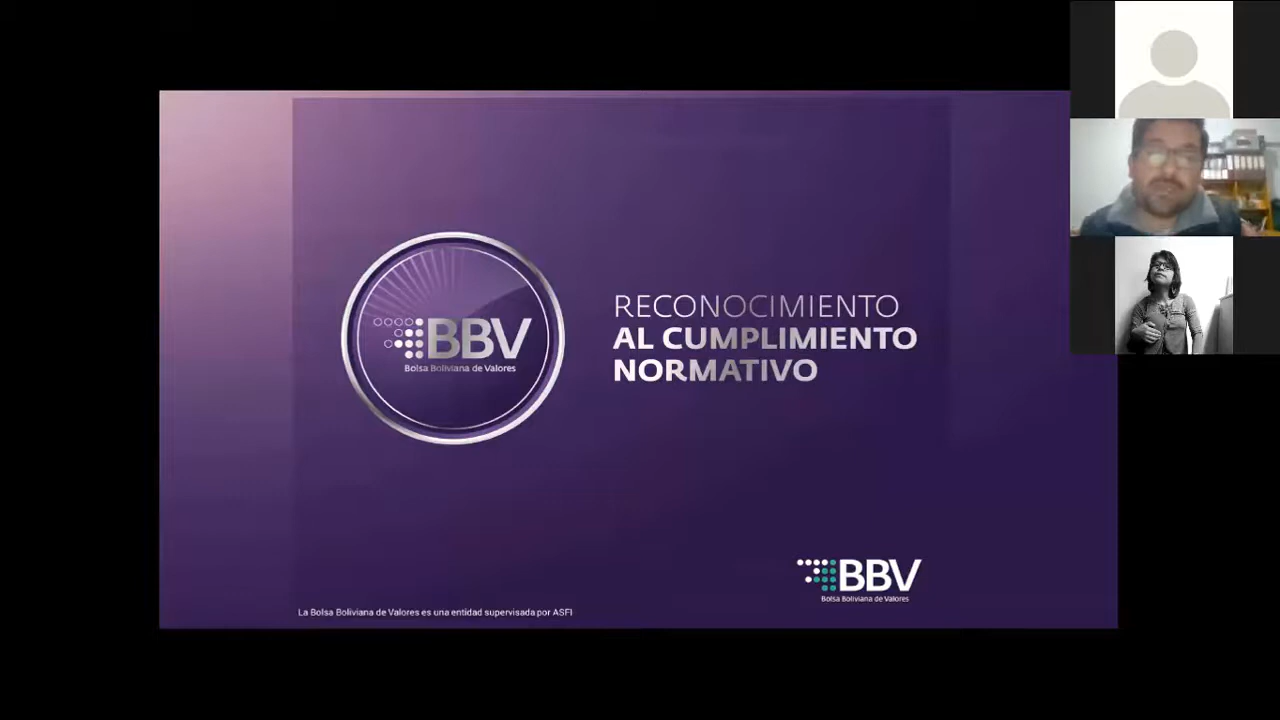 BBV
Bolsa Boliviana de Valores
RECONOCIMIENTO
AL CUMPLIMIENTO
NORMATIVO
BBV
Bolsa Boliviana de Valores
La Bolsa Boliviana de Valores es una entidad supervisada por ASFI